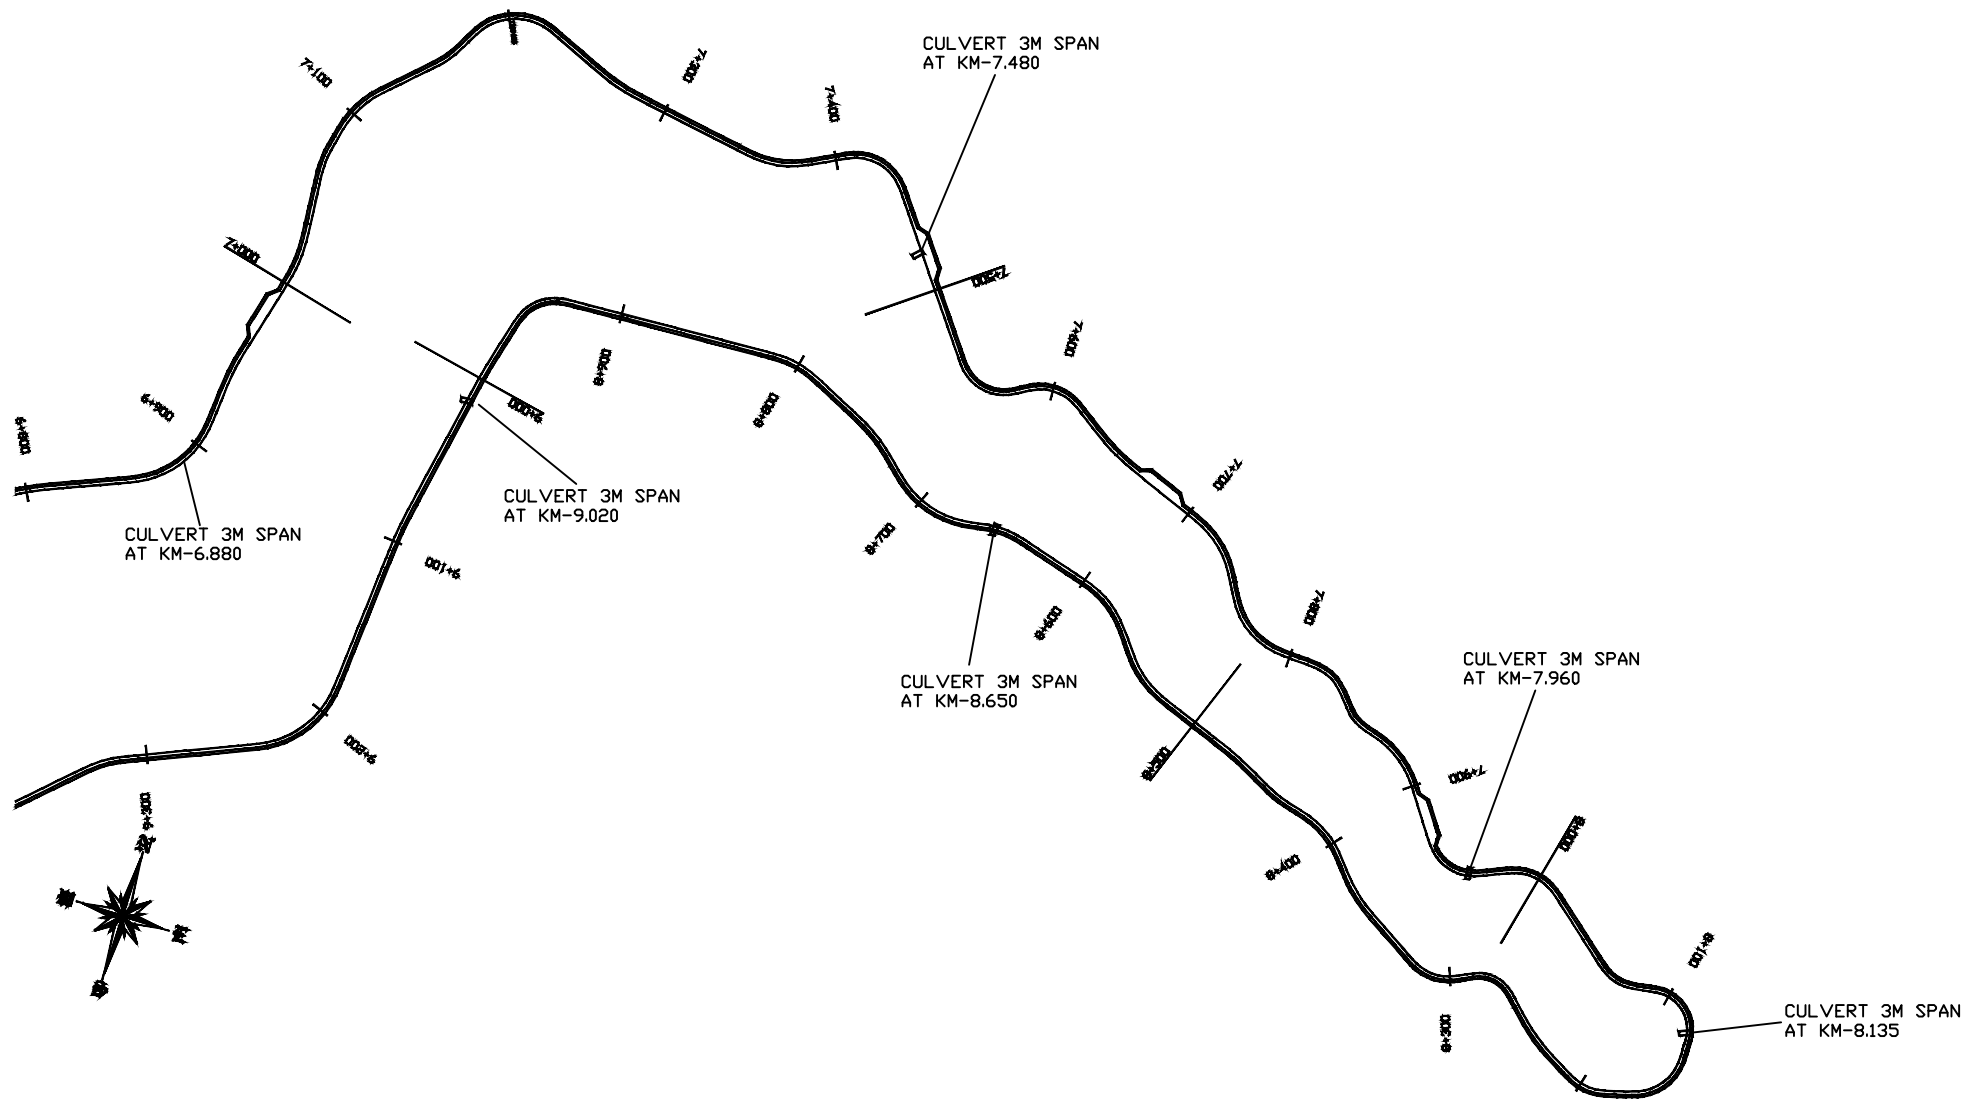 CULVERT 3M SPAN
AT KM-7.480
7+100
7+300
7+400
7+000
7+500
7+600
6+900
6+800
CULVERT 3M SPAN
AT KM-6.880
9+000
CULVERT 3M SPAN
AT KM-9.020
9+100
8+700
7+700
7+800
8+600
CULVERT 3M SPAN
AT KM-8.650
CULVERT 3M SPAN
AT KM-7.960
9+200
8+500
7+900
9+300
8+400
8+000
8+100
8+300
CULVERT 3M SPAN
AT KM-8.135